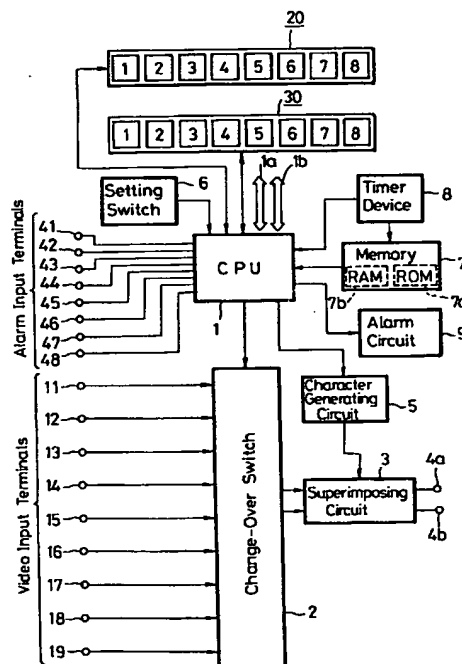 20
1 2 3 4 5 6 7 8
30
1 2 3 4 5 6 7 8
1a 1b
Setting Switch
6
Timer Device
8
Alarm Input Terminals
41
42
43
44
45
46
47
48
CPU
1
Memory
RAM ROM
7
7b
Alarm Circuit
9
Character Generating Circuit
5
Video Input Terminals
11
12
13
14
15
16
17
18
19
Change-Over Switch
2
3
Superimposing Circuit
4a
4b